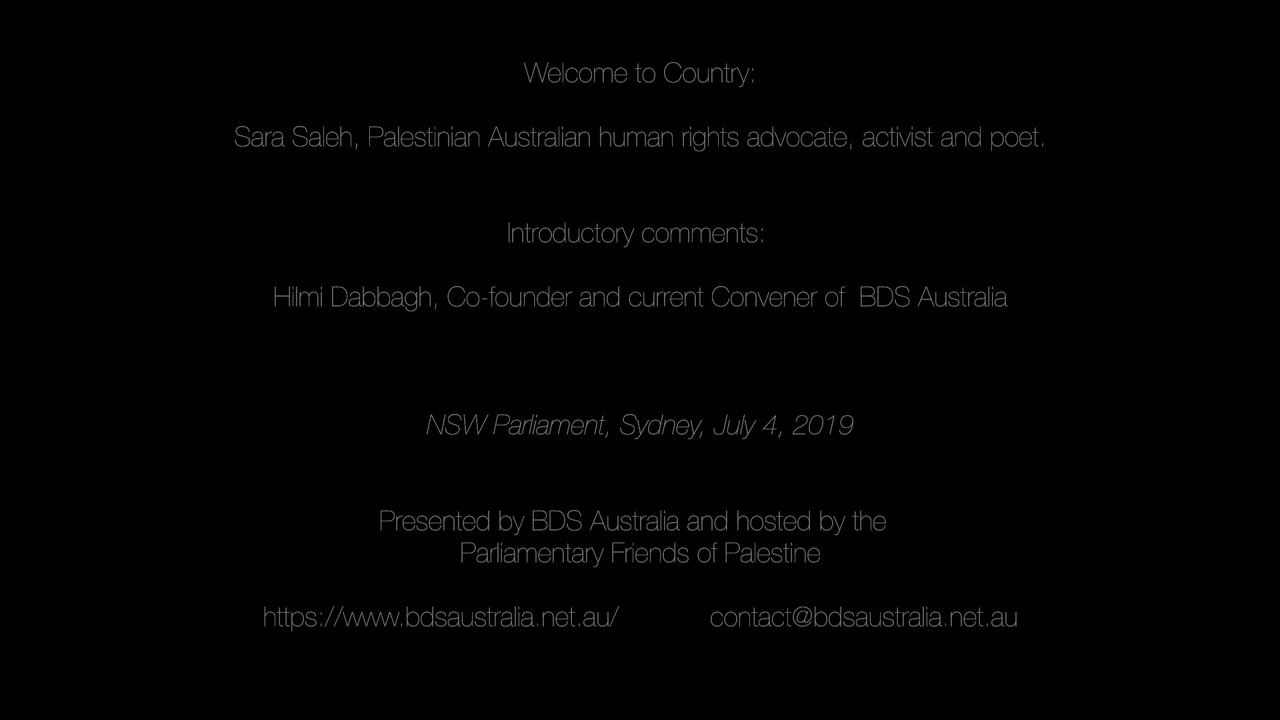 Welcome to Country:
Sara Saleh, Palestinian Australian human rights advocate, activist and poet.
Introductory comments:
Hilmi Dabbagh, Co-founder and current Convener of  BDS Australia
NSW Parliament, Sydney, July 4, 2019
Presented by BDS Australia and hosted by the
Parliamentary Friends of Palestine
https://www.bdsaustralia.net.au/ contact@bdsaustralia.net.au